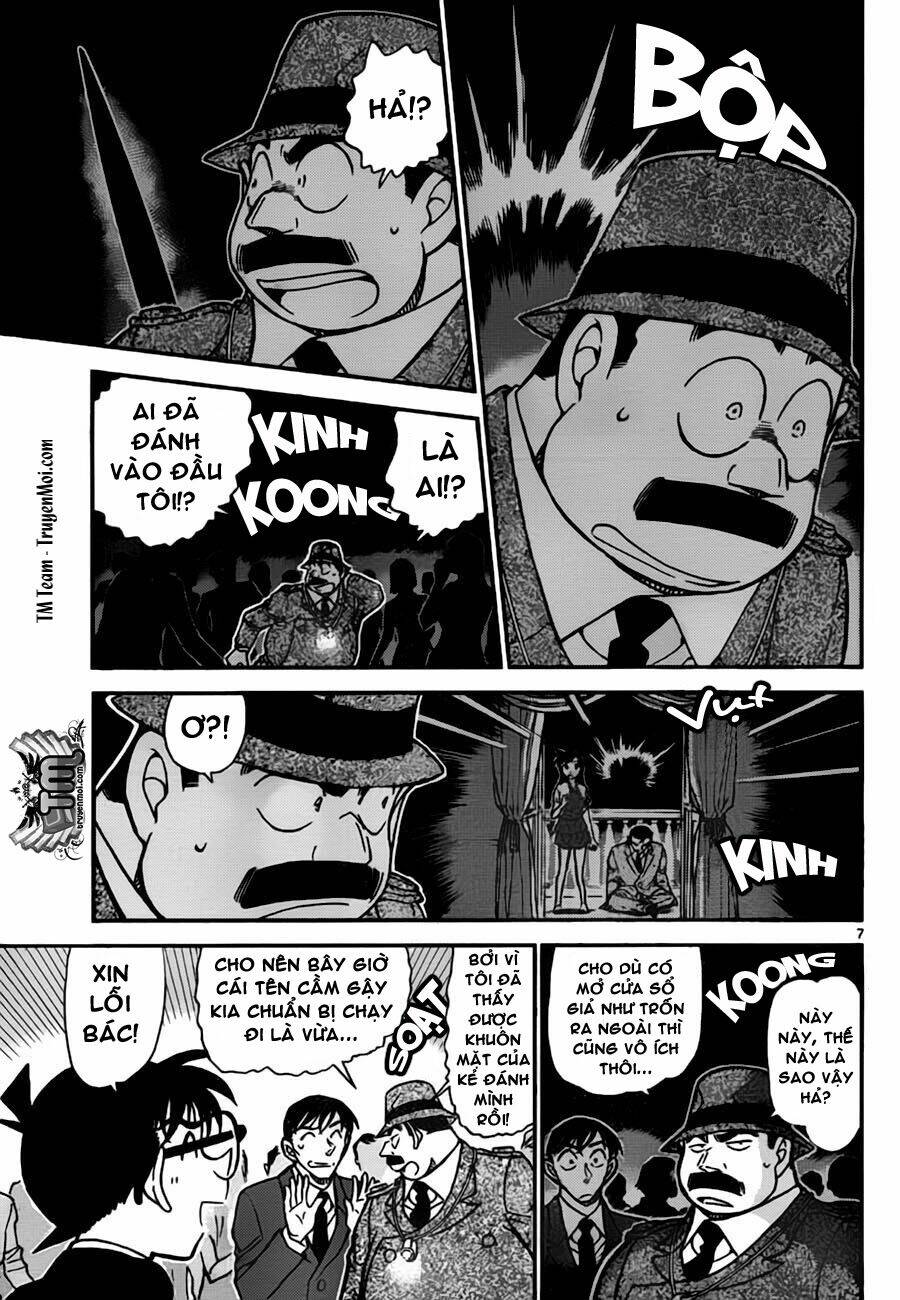 BỘP
HẢ!?
LÀ
AI!?
KINH
KOONG
AI ĐÃ
ĐÁNH
VÀO ĐẦU
TÔI!?
TM Team - TruyenMoi.com
VỤT
KINH
Ơ?!
TM
truyenmoi.com
7
KOONG
NÀY
NÀY, THẾ
NÀY LÀ
SAO VẬY
HẢ?
CHO DÙ CÓ
MỞ CỬA SỔ
GIẢ NHƯ TRỐN
RA NGOÀI THÌ
CŨNG VÔ ÍCH
THÔI...
BỞI VÌ
TÔI ĐÃ
THẤY
ĐƯỢC
KHUÔN
MẶT CỦA
KẺ ĐÁNH
MÌNH
RỒI!
SOẠT
CHO NÊN BÂY GIỜ
CÁI TÊN CẦM GẬY
KIA CHUẨN BỊ CHẠY
ĐI LÀ VỪA...
XIN
LỖI
BÁC!